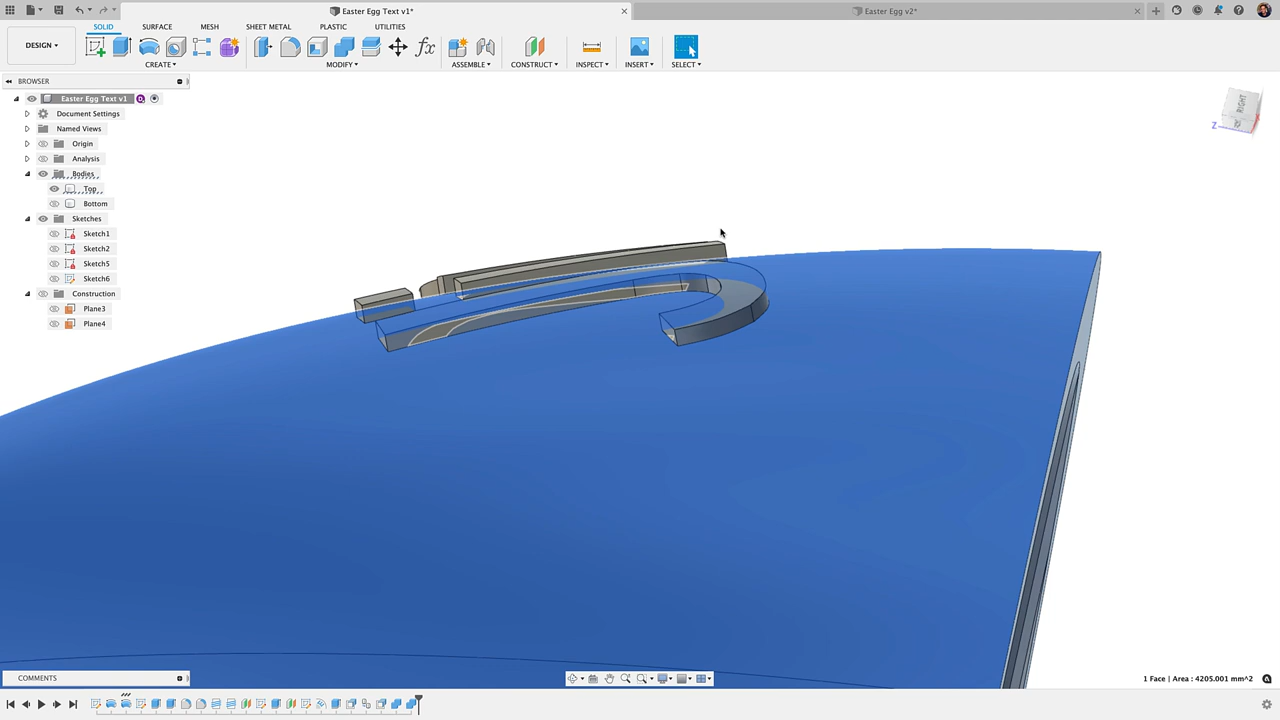 Easter Egg Text v1*
Easter Egg v2*
DESIGN
SOLID
SURFACE
MESH
SHEET METAL
PLASTIC
UTILITIES
CREATE
MODIFY
ASSEMBLE
CONSTRUCT
INSPECT
INSERT
SELECT
BROWSER
Easter Egg Text v1
Document Settings
Named Views
Origin
Analysis
Bodies
Top
Bottom
Sketches
Sketch1
Sketch2
Sketch5
Sketch6
Construction
Plane3
Plane4
RIGHT
Z
COMMENTS
1 Face | Area : 4205.001 mm^2